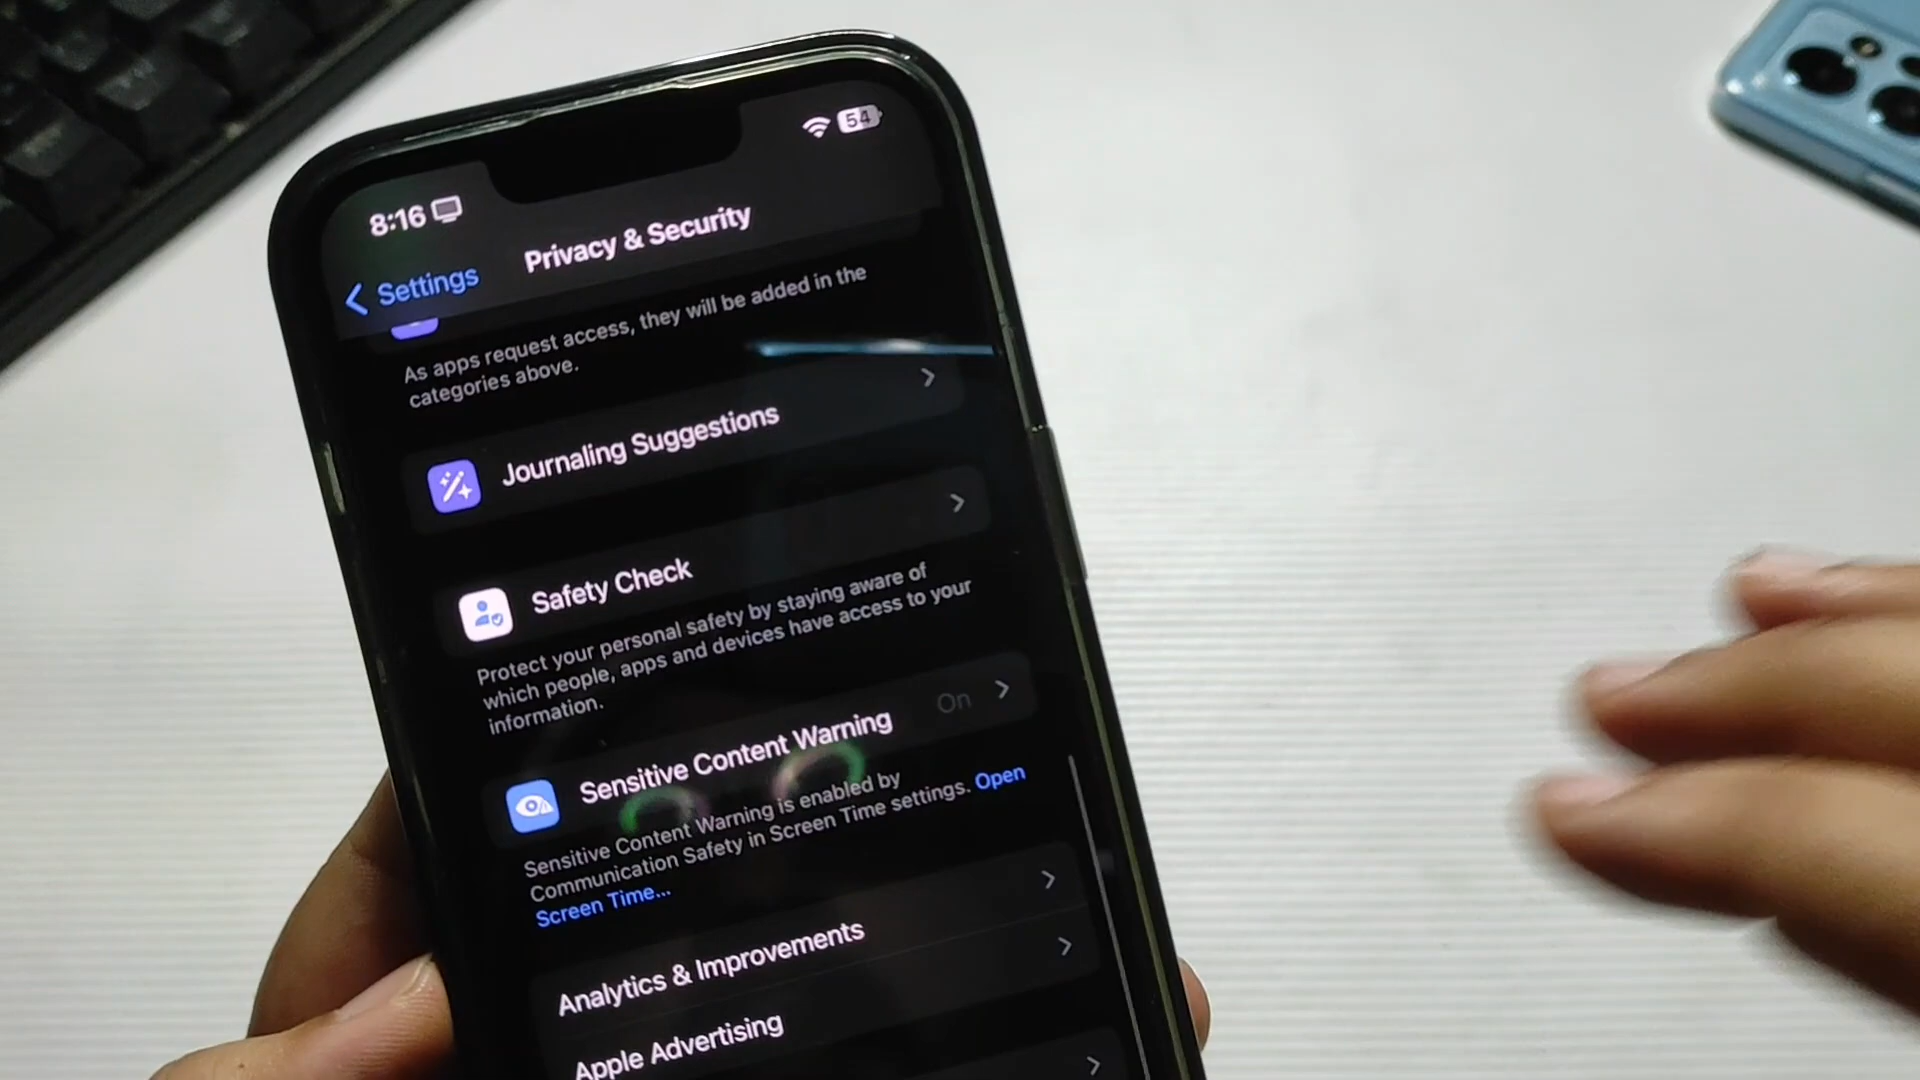 8:16
54
Settings
Privacy & Security
As apps request access, they will be added in the
categories above.
Journaling Suggestions
Safety Check
Protect your personal safety by staying aware of
which people, apps and devices have access to your
information.
Sensitive Content Warning
On
Sensitive Content Warning is enabled by
Communication Safety in Screen Time settings. Open
Screen Time...
Analytics & Improvements
Apple Advertising